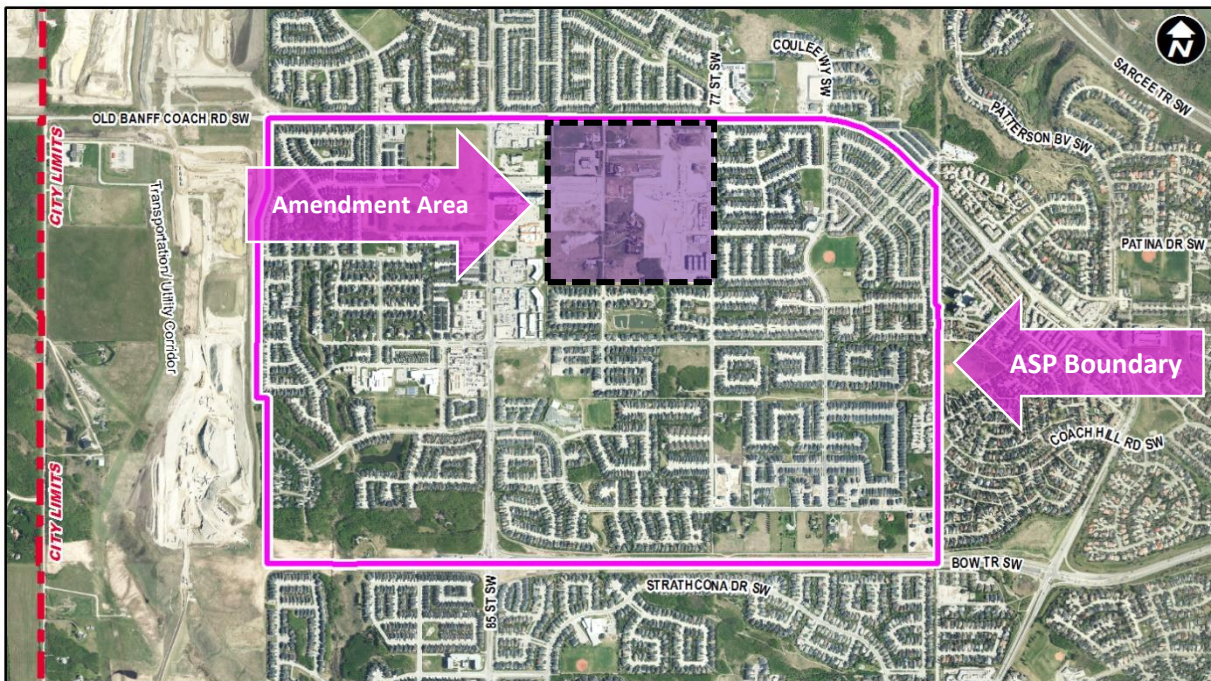 N
COULEE WY SW
77 ST SW
SARCEE TR SW
OLD BANFF COACH RD SW
PATTERSON BV SW
CITY LIMITS
Transportation/ Utility Corridor
Amendment Area
PATINA DR SW
ASP Boundary
COACH HILL RD SW
CITY LIMITS
BOW TR SW
STRATHCONA DR SW
85 ST SW